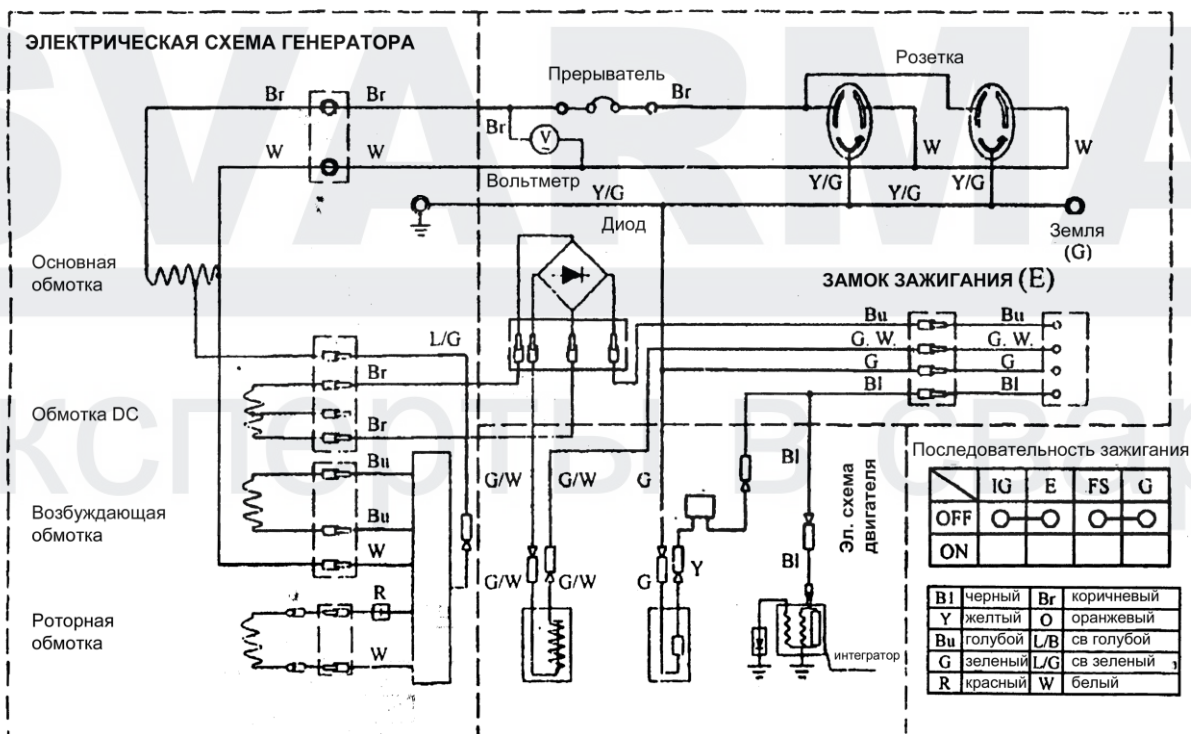 SVARMA
эксперты в свар
ЭЛЕКТРИЧЕСКАЯ СХЕМА ГЕНЕРАТОРА
Прерыватель
Розетка
Br
Br
Br
Br
W
W
V
W
W
Вольтметр
Y/G
Y/G
Y/G
Y/G
Диод
Земля
(G)
Основная
обмотка
ЗАМОК ЗАЖИГАНИЯ (E)
Bu
Bu
L/G
G. W.
G. W.
G
G
Br
Bl
Bl
Обмотка DC
Br
Последовательность зажигания
Bu
G/W
G/W
G
Bl
Эл. схема
двигателя
IG E FS G
OFF
ON
Возбуждающая
обмотка
Bu
W
G/W
G/W
G
Y
Bl
R
Роторная
обмотка
W
интегратор
Bl черный Br коричневый
Y желтый O оранжевый
Bu голубой L/B св голубой
G зеленый L/G св зеленый
R красный W белый